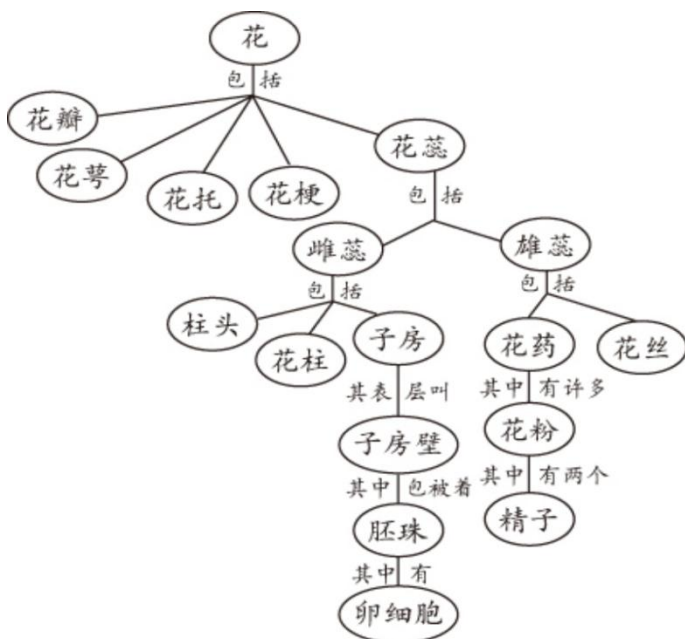 花
包括
花瓣
花萼
花托
花梗
花蕊
包括
雌蕊
雄蕊
包括
包括
柱头
花柱
子房
花药
花丝
其表层叫
其中有许多
子房壁
花粉
其中包被着
其中有两个
胚珠
精子
其中有
卵细胞